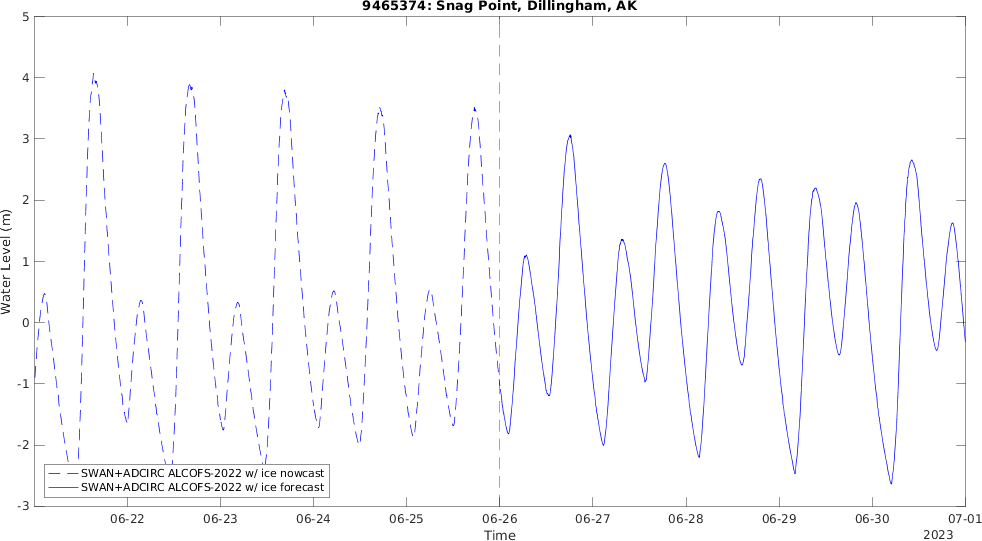 9465374: Snag Point, Dillingham, AK
5
4
3
2
1
0
-1
-2
-3
Water Level (m)
SWAN+ADCIRC ALCOFS-2022 w/ ice nowcast
SWAN+ADCIRC ALCOFS-2022 w/ ice forecast
06-22 06-23 06-24 06-25 06-26 06-27 06-28 06-29 06-30 07-01
Time
2023